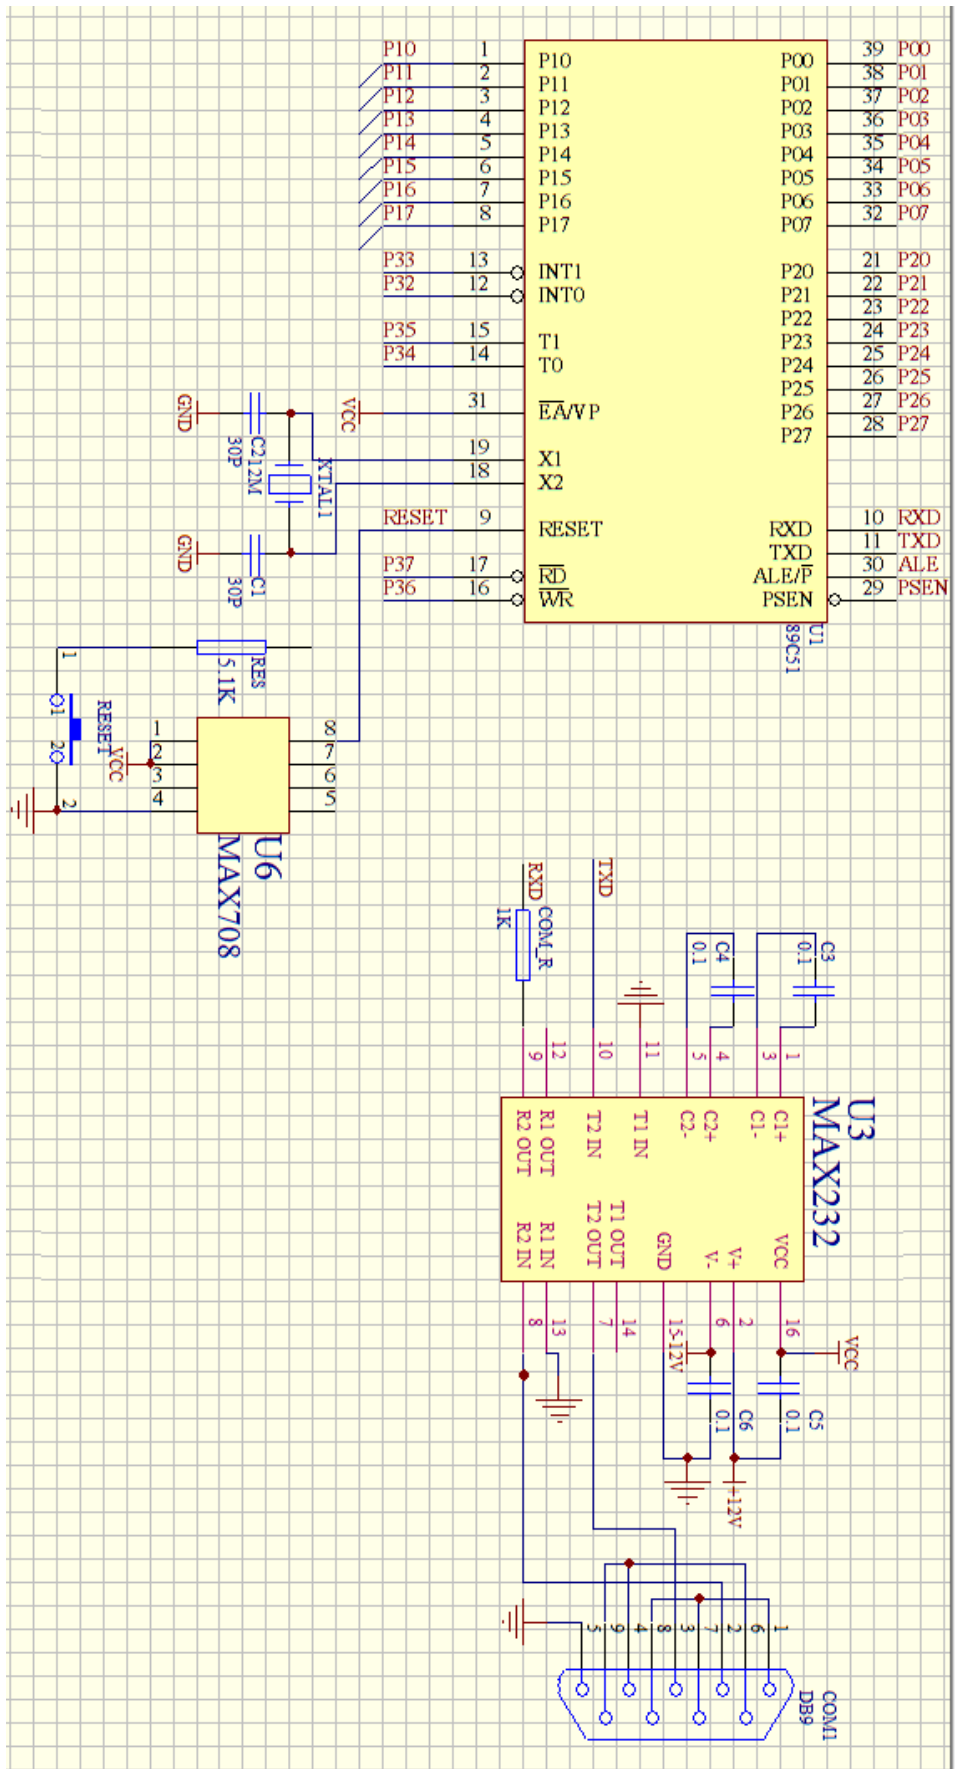 P10 1 P10 P00 39 P00
P11 2 P11 P01 38 P01
P12 3 P12 P02 37 P02
P13 4 P13 P03 36 P03
P14 5 P14 P04 35 P04
P15 6 P15 P05 34 P05
P16 7 P16 P06 33 P06
P17 8 P17 P07 32 P07
P33 13 INT1 P20 21 P20
P32 12 INT0 P21 22 P21
P22 23 P22
P35 15 T1 P23 24 P23
P34 14 T0 P24 25 P24
P25 26 P25
VCC 31 EA/VP P26 27 P26
P27 28 P27
19 X1
18 X2
RESET 9 RESET RXD 10 RXD
TXD 11 TXD
P37 17 RD ALE/P 30 ALE
P36 16 WR PSEN 29 PSEN
U1
89C51
GND
C2
30P
12M
XTAL1
GND
C1
30P
RES
5.1K
1
1
2
2
RESET
VCC
1 8
2 7
3 6
4 5
U6
MAX708
RXD
TXD
COM_R
1K
C4
0.1
C3
0.1
9 12 10 11 5 4 3 1
U3
MAX232
R2 OUT
R1 OUT
T2 IN
T1 IN
C2-
C2+
C1-
C1+
R2 IN
R1 IN
T2 OUT
T1 OUT
GND
V-
V+
VCC
8 13 7 14 15 6 2 16
-12V
VCC
C6
0.1
C5
0.1
+12V
5 9 4 8 3 7 2 6 1
COM1
DB9